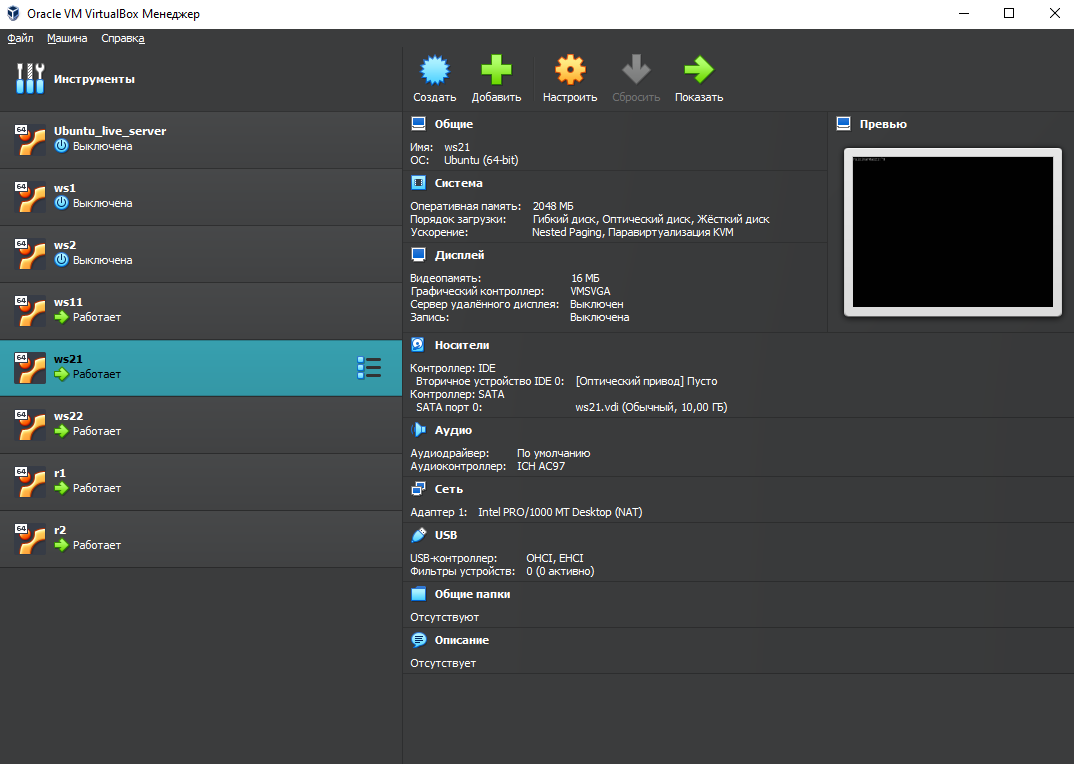 Oracle VM VirtualBox Менеджер
Файл Машина Справка
Инструменты
Создать Добавить Настроить Сбросить Показать
64 Ubuntu_live_server
Выключена
64 ws1
Выключена
64 ws2
Выключена
64 ws11
Работает
64 ws21
Работает
64 ws22
Работает
64 r1
Работает
64 r2
Работает
Общие
Имя: ws21
ОС: Ubuntu (64-bit)
Система
Оперативная память: 2048 МБ
Порядок загрузки: Гибкий диск, Оптический диск, Жёсткий диск
Ускорение: Nested Paging, Паравиртуализация KVM
Дисплей
Видеопамять: 16 МБ
Графический контроллер: VMSVGA
Сервер удалённого дисплея: Выключен
Запись: Выключена
Носители
Контроллер: IDE
Вторичное устройство IDE 0: [Оптический привод] Пусто
Контроллер: SATA
SATA порт 0: ws21.vdi (Обычный, 10,00 ГБ)
Аудио
Аудиодрайвер: По умолчанию
Аудиоконтроллер: ICH AC97
Сеть
Адаптер 1: Intel PRO/1000 MT Desktop (NAT)
USB
USB-контроллер: OHCI, EHCI
Фильтры устройств: 0 (0 активно)
Общие папки
Отсутствуют
Описание
Отсутствует
Превью